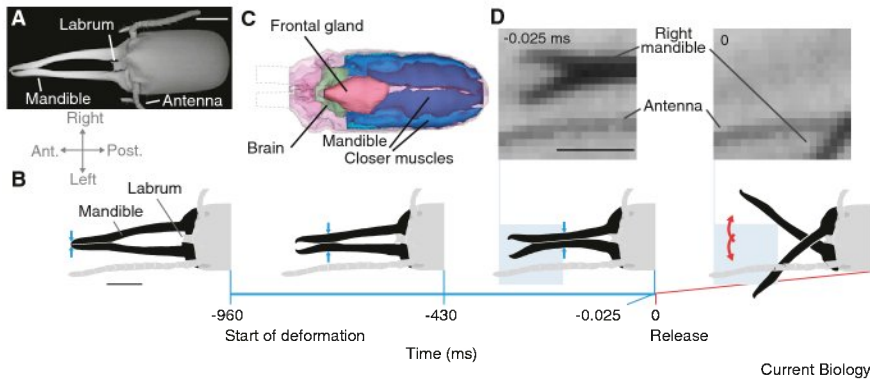 A
Labrum
Mandible
Antenna
Right
Ant.
Post.
Left
C
Frontal gland
Brain
Mandible
Closer muscles
D
-0.025 ms
Right
mandible
0
Antenna
B
Labrum
Mandible
-960
-430
-0.025
0
Start of deformation
Release
Time (ms)
Current Biology